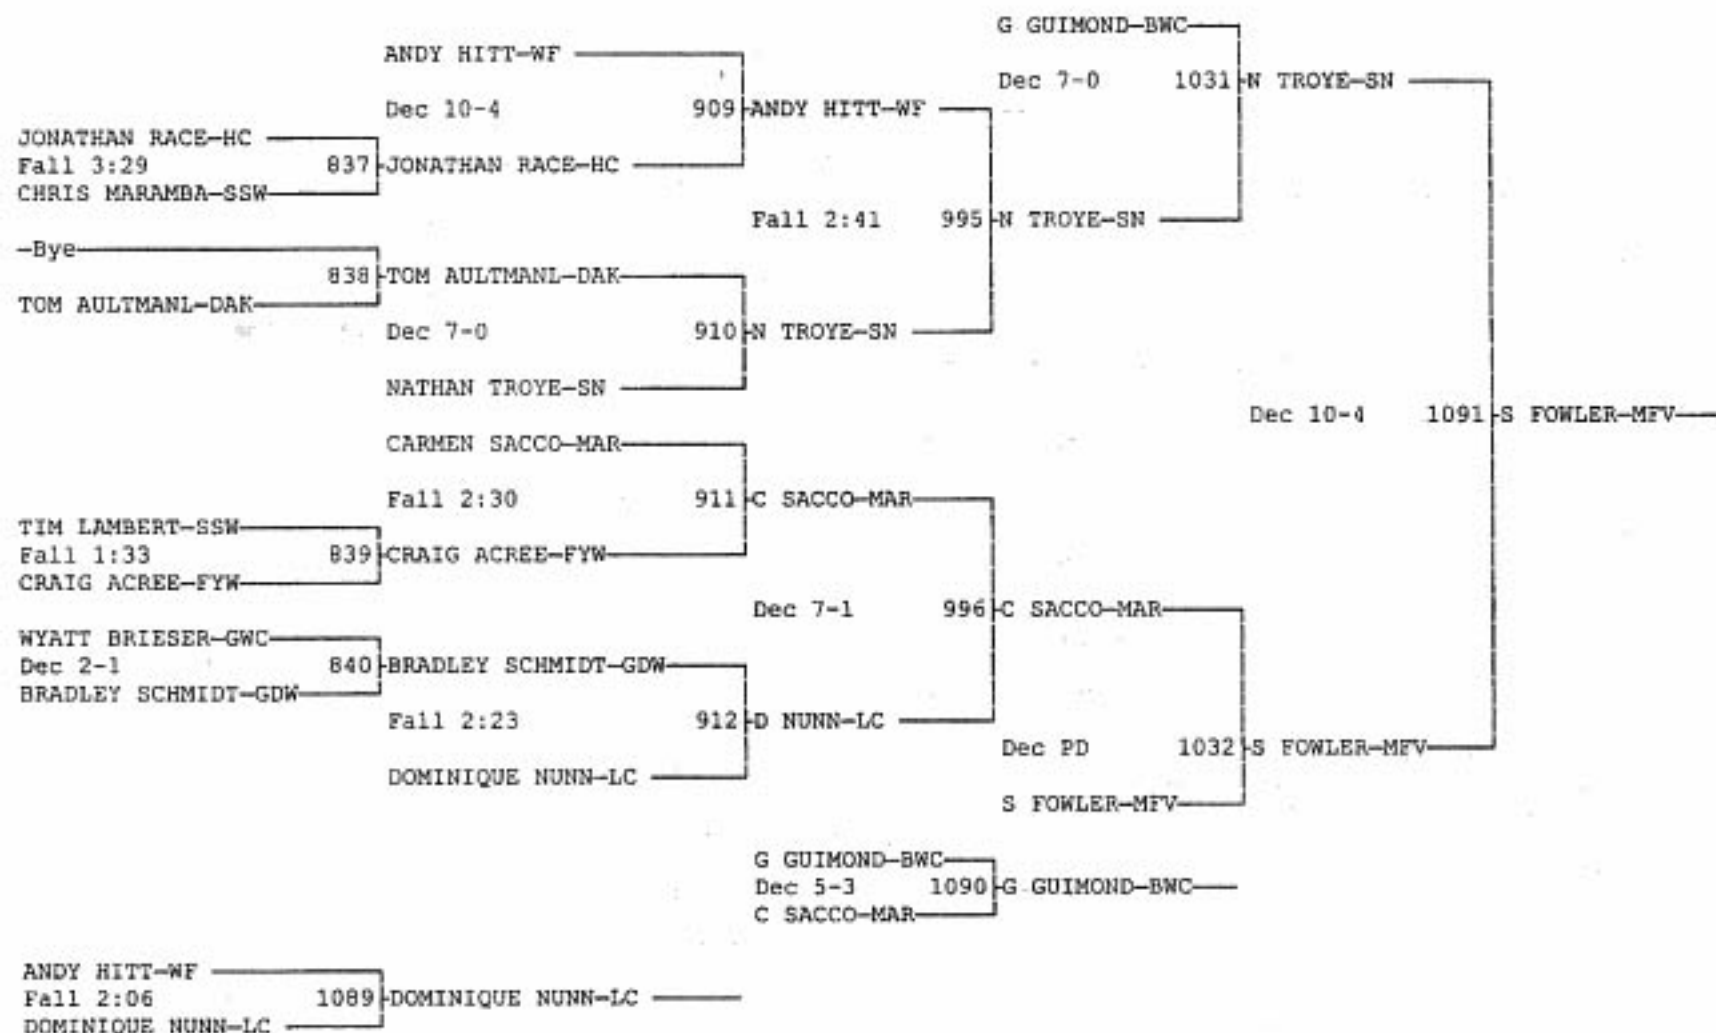 G GUIMOND-BWC
ANDY HITT-WF
Dec 7-0 1031 N TROYE-SN
Dec 10-4 909 ANDY HITT-WF
JONATHAN RACE-HC
Fall 3:29 837 JONATHAN RACE-HC
CHRIS MARAMBA-SSW
Fall 2:41 995 N TROYE-SN
-Bye
838 TOM AULTMANL-DAK
TOM AULTMANL-DAK
Dec 7-0 910 N TROYE-SN
NATHAN TROYE-SN
Dec 10-4 1091 S FOWLER-MFV
CARMEN SACCO-MAR
Fall 2:30 911 C SACCO-MAR
TIM LAMBERT-SSW
Fall 1:33 839 CRAIG ACREE-FYW
CRAIG ACREE-FYW
Dec 7-1 996 C SACCO-MAR
WYATT BRIESER-GWC
Dec 2-1 840 BRADLEY SCHMIDT-GDW
BRADLEY SCHMIDT-GDW
Fall 2:23 912 D NUNN-LC
Dec PD 1032 S FOWLER-MFV
DOMINIQUE NUNN-LC
S FOWLER-MFV
G GUIMOND-BWC
Dec 5-3 1090 G GUIMOND-BWC
C SACCO-MAR
ANDY HITT-WF
Fall 2:06 1089 DOMINIQUE NUNN-LC
DOMINIQUE NUNN-LC